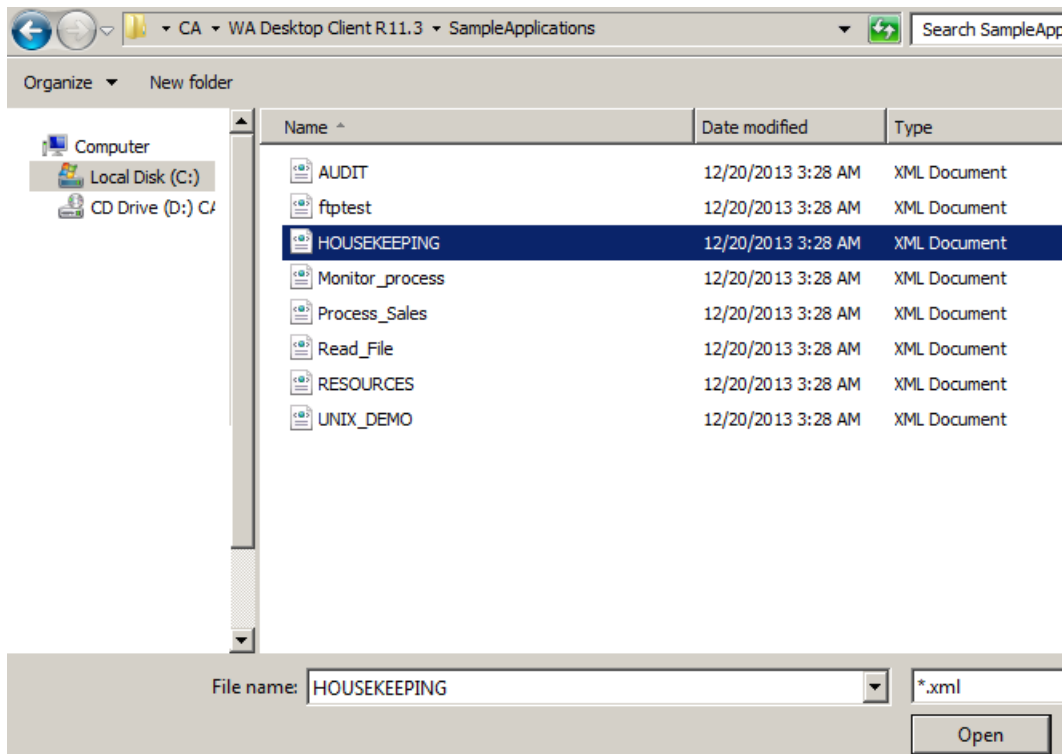 CA WA Desktop Client R11.3 SampleApplications Search SampleApp
Organize New folder
Name Date modified Type
Computer
Local Disk (C:)
CD Drive (D:) CA
AUDIT 12/20/2013 3:28 AM XML Document
ftptest 12/20/2013 3:28 AM XML Document
HOUSEKEEPING 12/20/2013 3:28 AM XML Document
Monitor_process 12/20/2013 3:28 AM XML Document
Process_Sales 12/20/2013 3:28 AM XML Document
Read_File 12/20/2013 3:28 AM XML Document
RESOURCES 12/20/2013 3:28 AM XML Document
UNIX_DEMO 12/20/2013 3:28 AM XML Document
File name: HOUSEKEEPING *.xml
Open